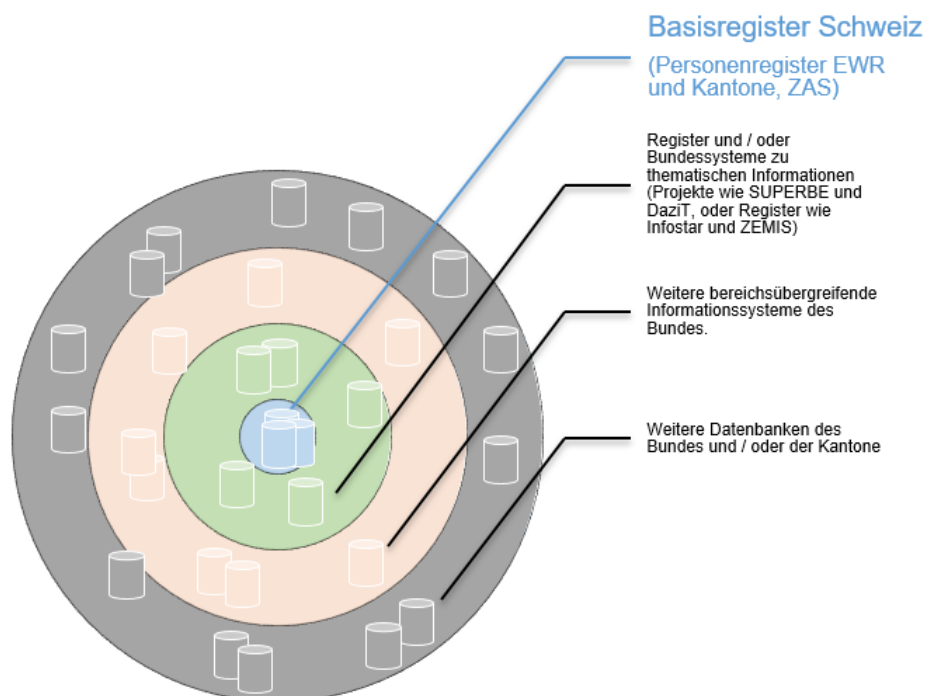 Basisregister Schweiz
(Personenregister EWR
und Kantone, ZAS)
Register und / oder
Bundessysteme zu
thematischen Informationen
(Projekte wie SUPERBE und
DaziT, oder Register wie
Infostar und ZEMIS)
Weitere bereichsübergreifende
Informationssysteme des
Bundes.
Weitere Datenbanken des
Bundes und / oder der Kantone